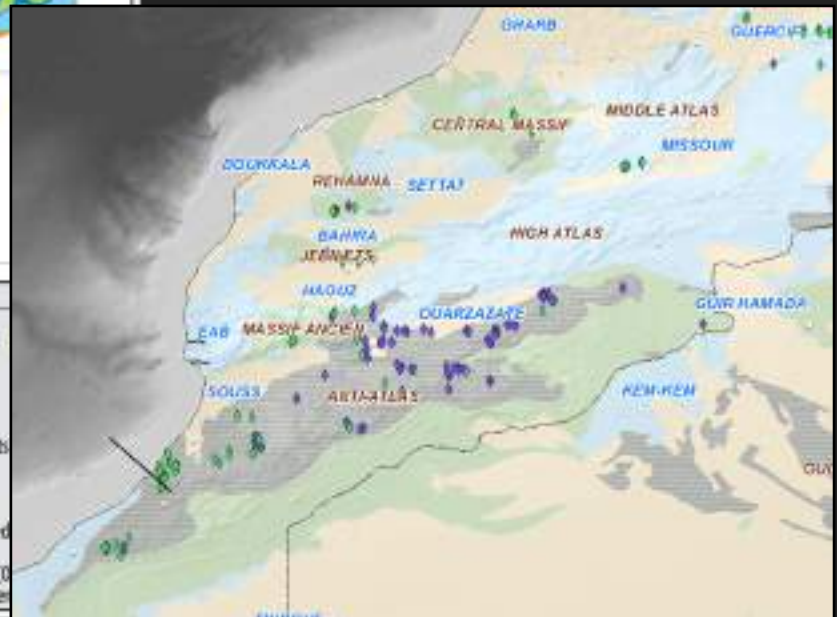 GHARB
GUERCIF
MIDDLE ATLAS
CENTRAL MASSIF
MISSOUR
DOUKKALA
REHAMNA
SETTAT
BAHIRA
HIGH ATLAS
JEBILETS
HAOUZ
OUARZAZATE
GUIR HAMADA
EAB
MASSIF ANCIEN
SOUSS
ANTI-ATLAS
KEM-KEM